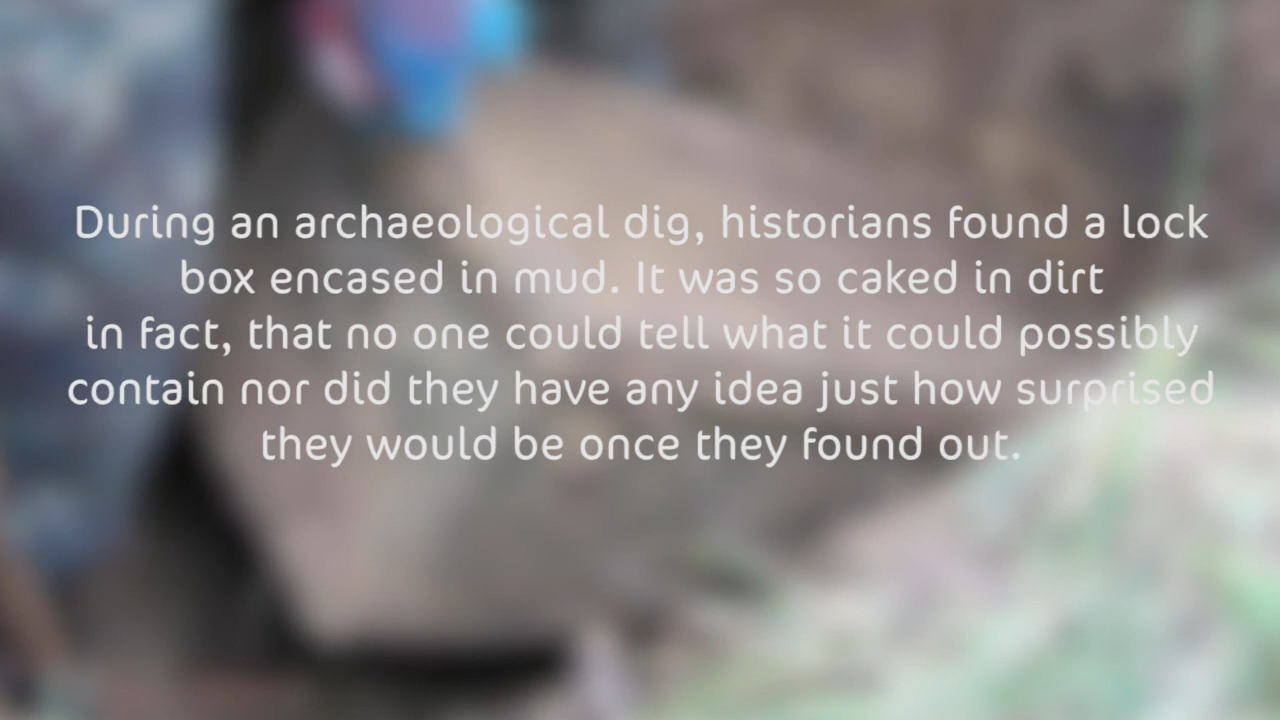 During an archaeological dig, historians found a lock
box encased in mud. It was so caked in dirt
in fact, that no one could tell what it could possibly
contain nor did they have any idea just how surprised
they would be once they found out.